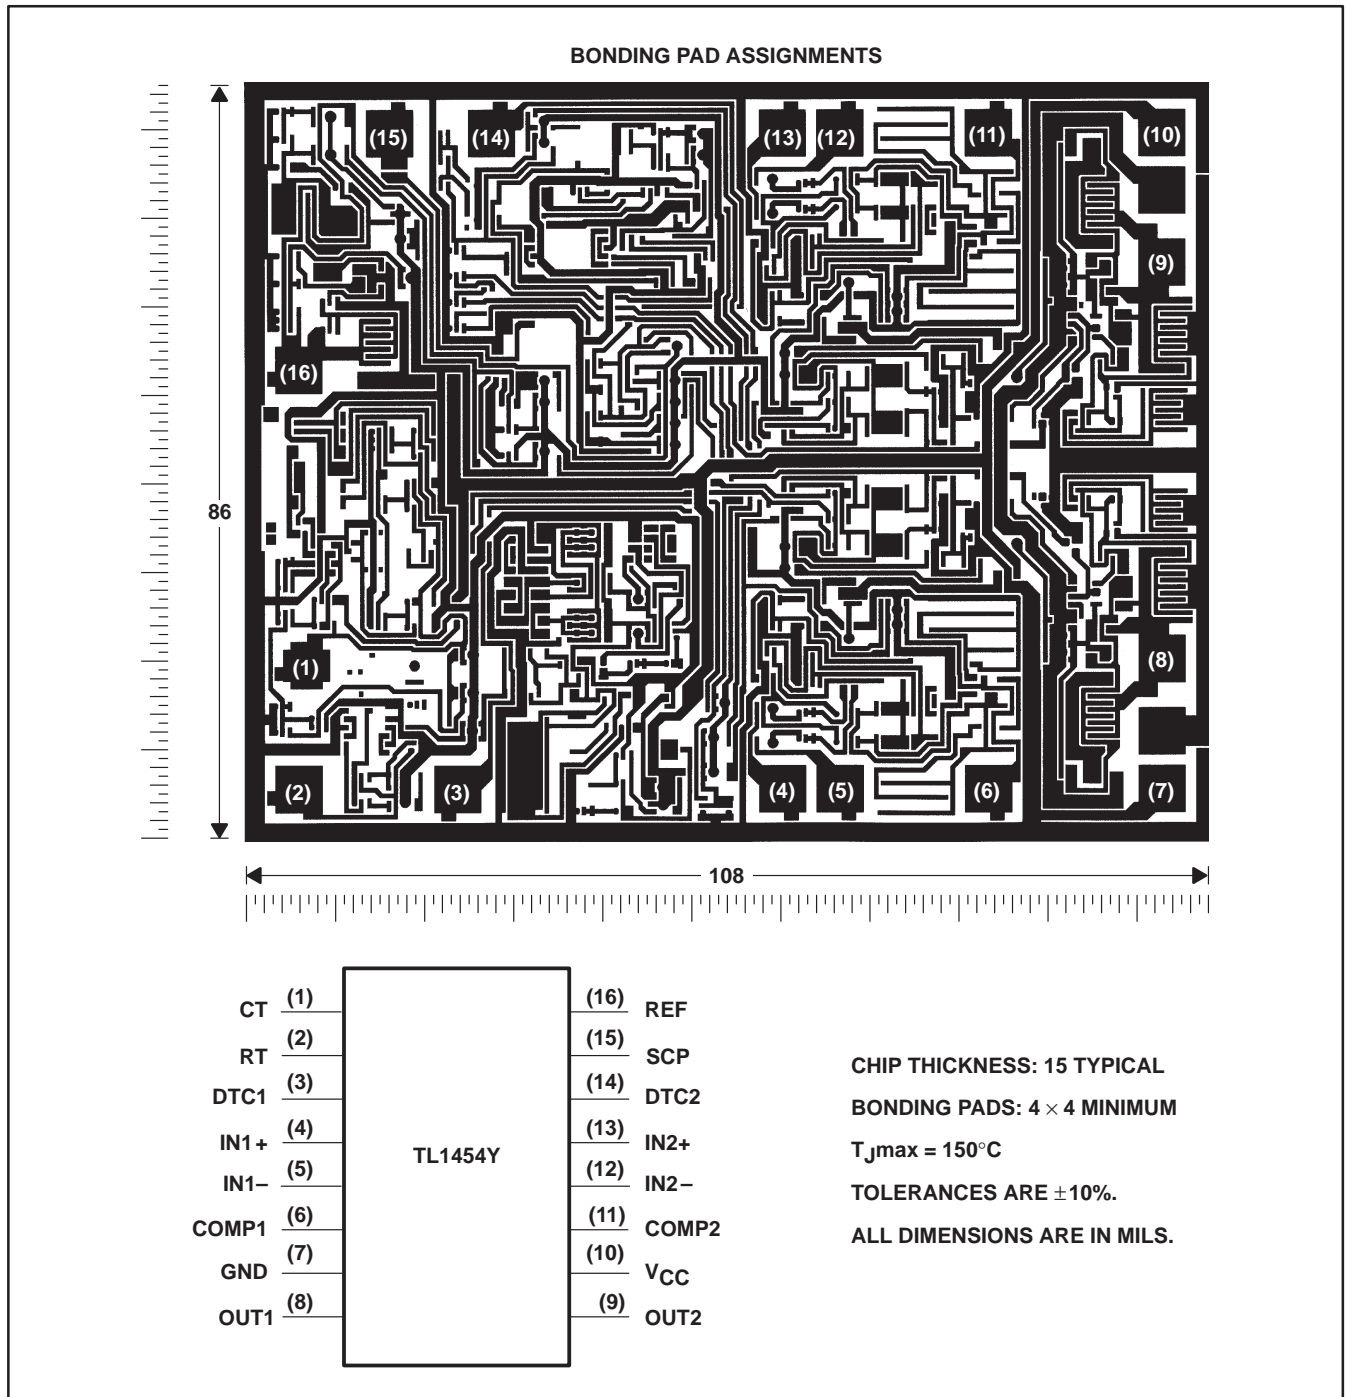 BONDING PAD ASSIGNMENTS
(15) (14) (13) (12) (11) (10)
(9)
(16)
86
(1) (8)
(2) (3) (4) (5) (6) (7)
108
CT (1) (16) REF
RT (2) (15) SCP
DTC1 (3) (14) DTC2
IN1+ (4) (13) IN2+
IN1– (5) (12) IN2–
COMP1 (6) (11) COMP2
GND (7) (10) VCC
OUT1 (8) (9) OUT2
TL1454Y
CHIP THICKNESS: 15 TYPICAL
BONDING PADS: 4 × 4 MINIMUM
TJmax = 150°C
TOLERANCES ARE ±10%.
ALL DIMENSIONS ARE IN MILS.